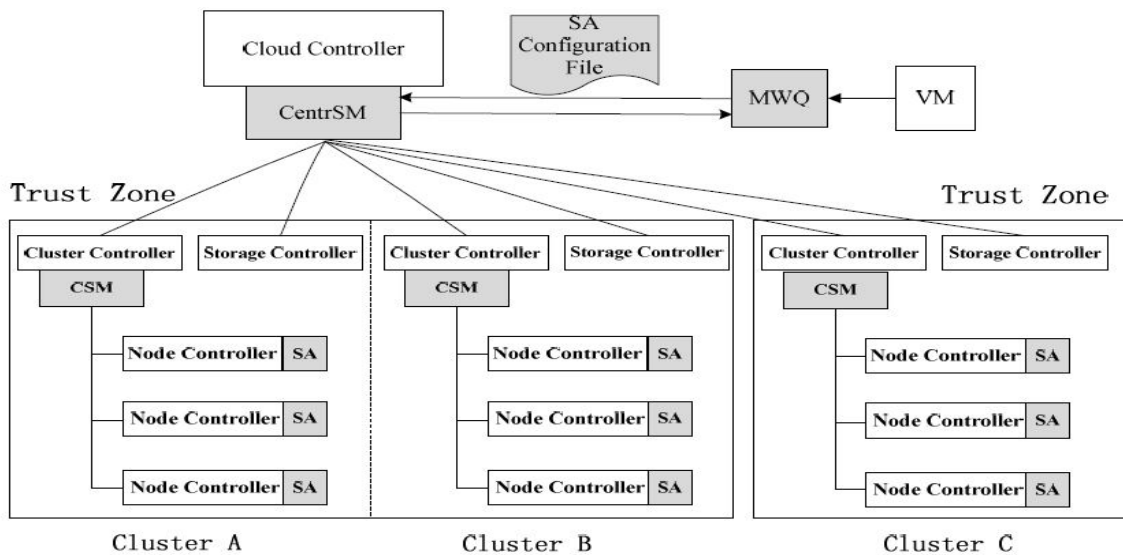 Cloud Controller
CentrSM
SA
Configuration
File
MWQ
VM
Trust Zone
Trust Zone
Cluster Controller
Storage Controller
CSM
Node Controller SA
Node Controller SA
Node Controller SA
Cluster A
Cluster Controller
Storage Controller
CSM
Node Controller SA
Node Controller SA
Node Controller SA
Cluster B
Cluster Controller
Storage Controller
CSM
Node Controller SA
Node Controller SA
Node Controller SA
Cluster C